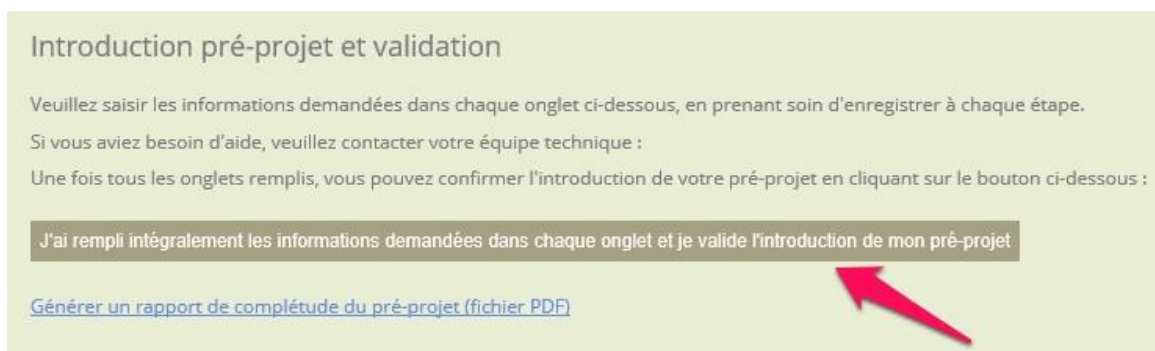 Introduction pré-projet et validation
Veuillez saisir les informations demandées dans chaque onglet ci-dessous, en prenant soin d'enregistrer à chaque étape.
Si vous aviez besoin d'aide, veuillez contacter votre équipe technique :
Une fois tous les onglets remplis, vous pouvez confirmer l'introduction de votre pré-projet en cliquant sur le bouton ci-dessous :
J'ai rempli intégralement les informations demandées dans chaque onglet et je valide l'introduction de mon pré-projet
Générer un rapport de complétude du pré-projet (fichier PDF)